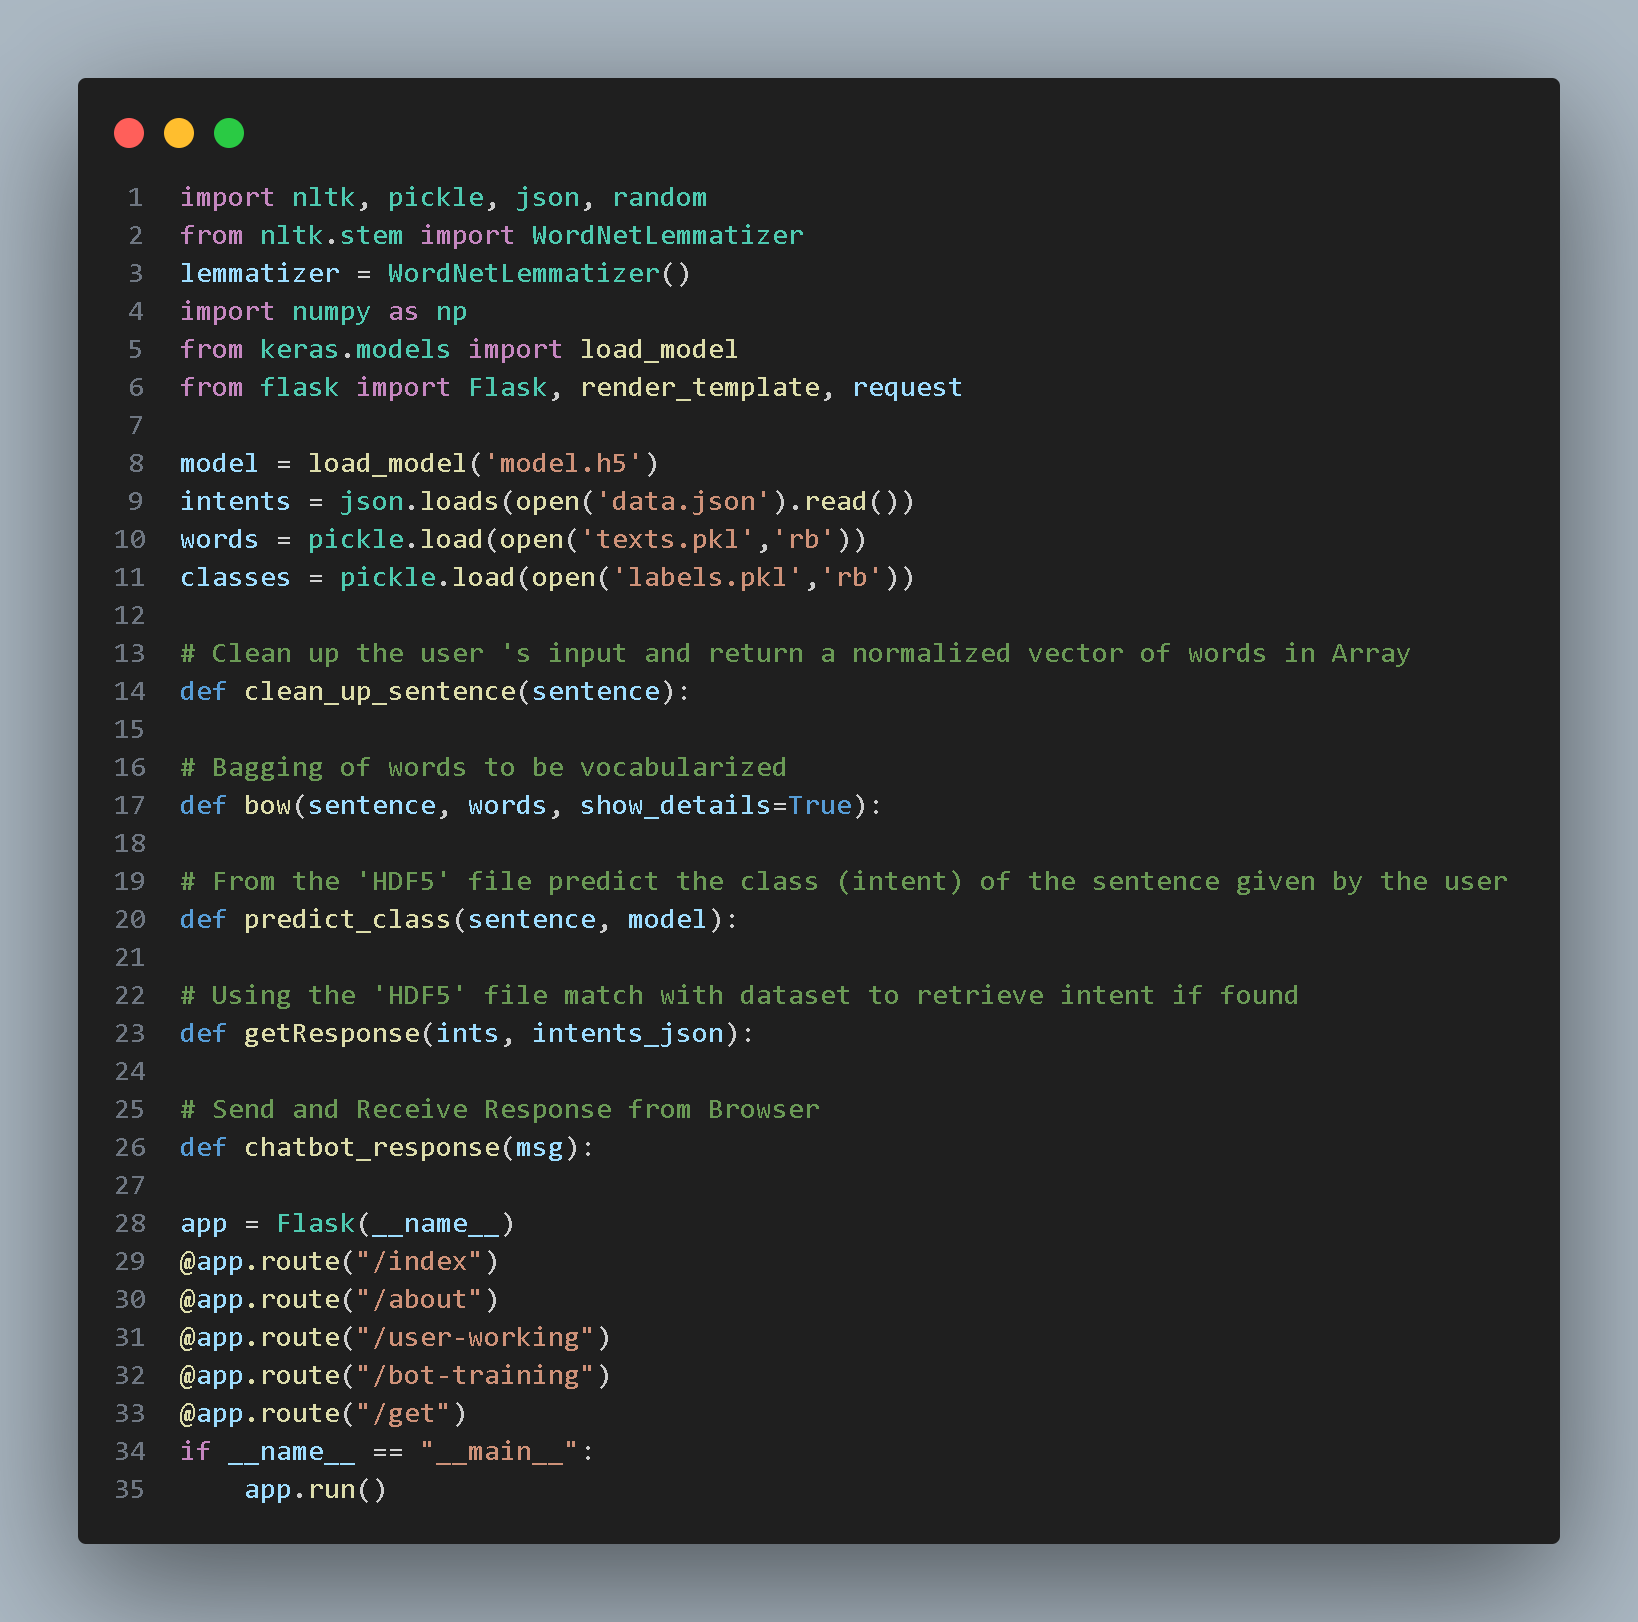 1 import nltk, pickle, json, random
2 from nltk.stem import WordNetLemmatizer
3 lemmatizer = WordNetLemmatizer()
4 import numpy as np
5 from keras.models import load_model
6 from flask import Flask, render_template, request
7
8 model = load_model('model.h5')
9 intents = json.loads(open('data.json').read())
10 words = pickle.load(open('texts.pkl','rb'))
11 classes = pickle.load(open('labels.pkl','rb'))
12
13 # Clean up the user 's input and return a normalized vector of words in Array
14 def clean_up_sentence(sentence):
15
16 # Bagging of words to be vocabularized
17 def bow(sentence, words, show_details=True):
18
19 # From the 'HDF5' file predict the class (intent) of the sentence given by the user
20 def predict_class(sentence, model):
21
22 # Using the 'HDF5' file match with dataset to retrieve intent if found
23 def getResponse(ints, intents_json):
24
25 # Send and Receive Response from Browser
26 def chatbot_response(msg):
27
28 app = Flask(__name__)
29 @app.route("/index")
30 @app.route("/about")
31 @app.route("/user-working")
32 @app.route("/bot-training")
33 @app.route("/get")
34 if __name__ == "__main__":
35     app.run()